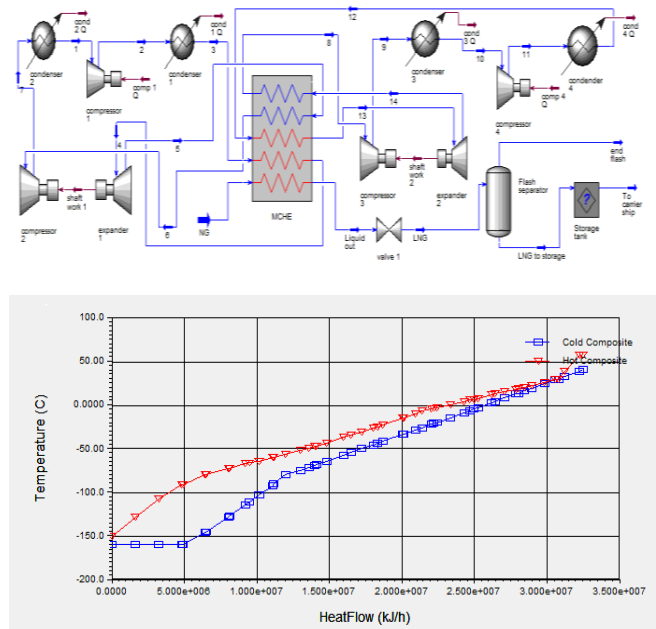 12
cond 2 Q
cond 1 Q
cond 3 Q
cond 4 Q
1
2
3
8
9
10
11
condenser 2
condenser 1
condenser 3
condender 4
compressor 1
comp 1 Q
compressor 4
comp 4 Q
14
13
4
5
7
6
end flash
shaft work 1
shaft work 2
Flash separator
compressor 3
expander 2
To carrier ship
compressor 2
expander 1
NG
MCHE
Liquid out
valve 1
LNG
LNG to storage
Storage tank
?
100.0
50.00
0.0000
-50.00
-100.0
-150.0
-200.0
Temperature (C)
Cold Composite
Hot Composite
0.0000
5.000e+006
1.000e+007
1.500e+007
2.000e+007
2.500e+007
3.000e+007
3.500e+007
HeatFlow (kJ/h)